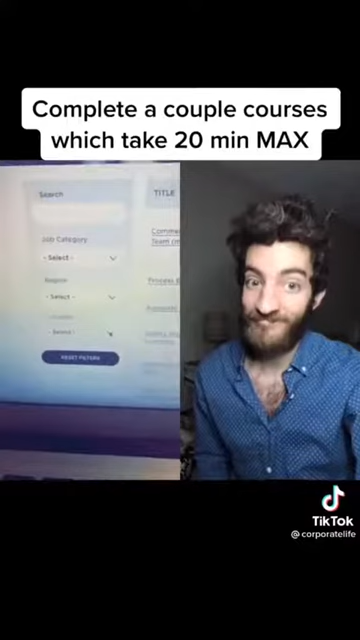 Complete a couple courses
which take 20 min MAX
Search
TITLE
Job Category
- Select -
Region
- Select -
- Select -
RESET FILTERS
TikTok
@corporatelife